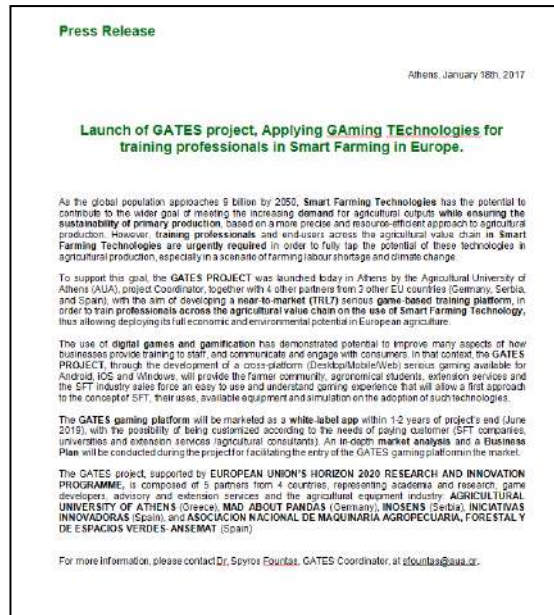 Press Release
Athens, January 18th, 2017
Launch of GATES project, Applying GAming TEchnologies for
training professionals in Smart Farming in Europe.
As the global population approaches 9 billion by 2050, Smart Farming Technologies has the potential to
contribute to the wider goal of meeting the increasing demand for agricultural outputs while ensuring the
sustainability of primary production, based on a more precise and resource-efficient approach to agricultural
production. However, training professionals and end-users across the agricultural value chain in Smart
Farming Technologies are urgently required in order to fully tap the potential of these technologies in
agricultural production, especially in a scenario of farming labour shortage and climate change.
To support this goal, the GATES PROJECT was launched today in Athens by the Agricultural University of
Athens (AUA), project Coordinator, together with 4 other partners from 3 other EU countries (Germany, Serbia,
and Spain), with the aim of developing a near-to-market (TRL7) serious game-based training platform, in
order to train professionals across the agricultural value chain on the use of Smart Farming Technology,
thus allowing deploying its full economic and environmental potential in European agriculture.
The use of digital games and gamification has demonstrated potential to improve many aspects of how
businesses provide training to staff, and communicate and engage with consumers. In that context, the GATES
PROJECT, through the development of a cross-platform (Desktop/Mobile/Web) serious gaming available for
Android, iOS and Windows, will provide the farmer community, agronomical students, extension services and
the SFT industry sales force an easy to use and understand gaming experience that will allow a first approach
to the concept of SFT, their uses, available equipment and simulation on the adoption of such technologies.
The GATES gaming platform will be marketed as a white-label app within 1-2 years of project's end (June
2019), with the possibility of being customized according to the needs of paying customer (SFT companies,
universities and extension services /agricultural consultants). An in-depth market analysis and a Business
Plan will be conducted during the project for facilitating the entry of the GATES gaming platform in the market.
The GATES project, supported by EUROPEAN UNION'S HORIZON 2020 RESEARCH AND INNOVATION
PROGRAMME, is composed of 5 partners from 4 countries, representing academia and research, game
developers, advisory and extension services and the agricultural equipment industry: AGRICULTURAL
UNIVERSITY OF ATHENS (Greece), MAD ABOUT PANDAS (Germany), INOSENS (Serbia), INICIATIVAS
INNOVADORAS (Spain), and ASOCIACION NACIONAL DE MAQUINARIA AGROPECUARIA, FORESTAL Y
DE ESPACIOS VERDES- ANSEMAT (Spain)
For more information, please contact Dr. Spyros Fountas, GATES Coordinator, at sfountas@aua.gr.